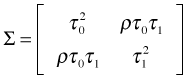 Σ = [ τ₀²  ρτ₀τ₁
ρτ₀τ₁  τ₁² ]